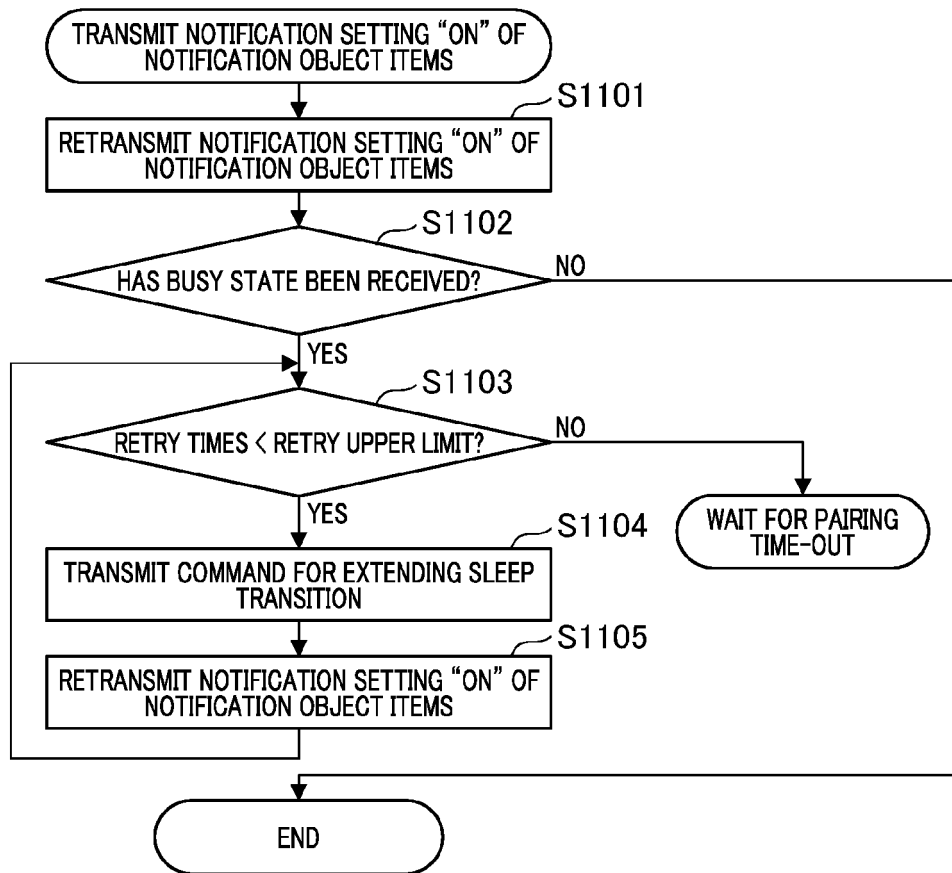 TRANSMIT NOTIFICATION SETTING “ON” OF
NOTIFICATION OBJECT ITEMS
S1101
RETRANSMIT NOTIFICATION SETTING “ON” OF
NOTIFICATION OBJECT ITEMS
S1102
HAS BUSY STATE BEEN RECEIVED?
NO
YES
S1103
RETRY TIMES < RETRY UPPER LIMIT?
NO
YES
WAIT FOR PAIRING
TIME-OUT
S1104
TRANSMIT COMMAND FOR EXTENDING SLEEP
TRANSITION
S1105
RETRANSMIT NOTIFICATION SETTING “ON” OF
NOTIFICATION OBJECT ITEMS
END